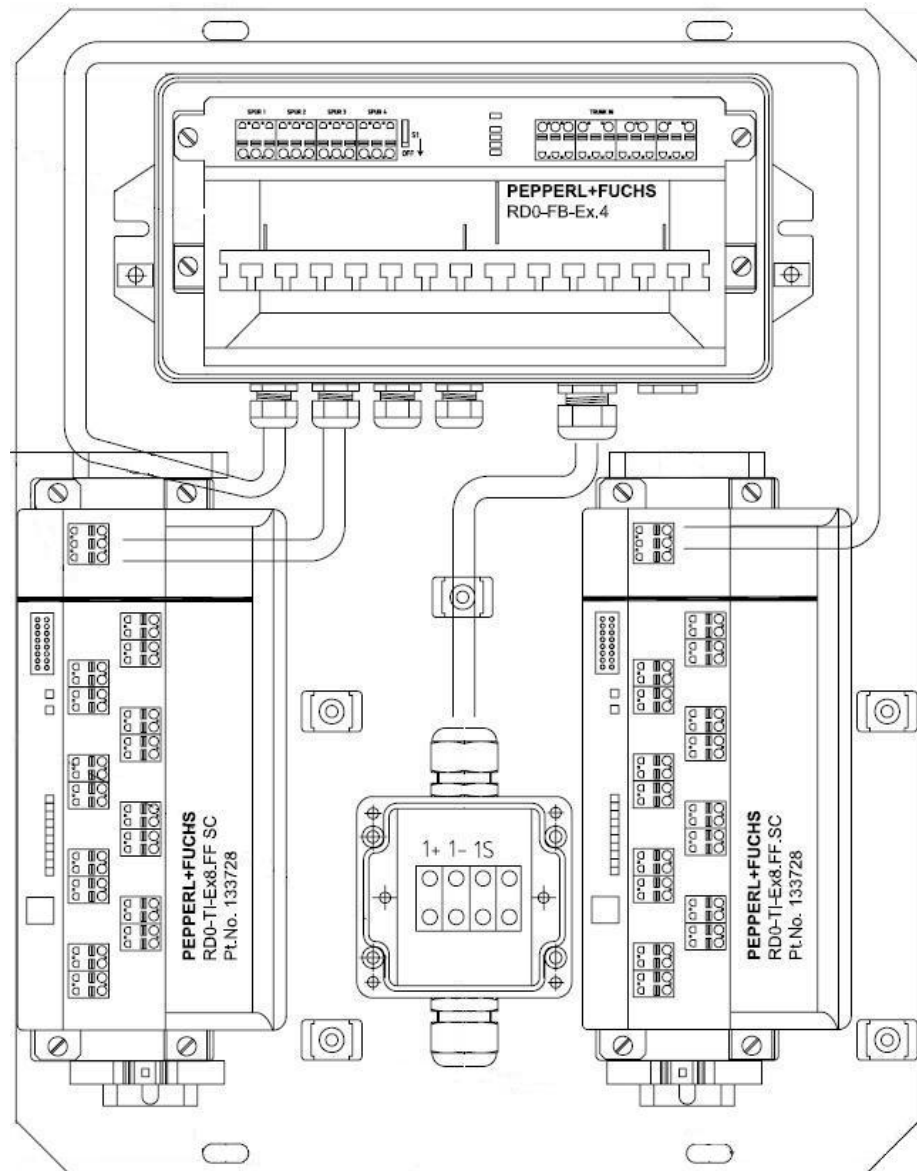 SPUR 1 SPUR 2 SPUR 3 SPUR 4
TRUNK IN
S1
OFF
PEPPERL+FUCHS
RD0-FB-Ex.4
PEPPERL+FUCHS
RD0-TI-Ex8.FF SC
Pt.No. 133728
1+ 1- 1S
PEPPERL+FUCHS
RD0-TI-Ex8.FF.SC
Pt.No. 133728